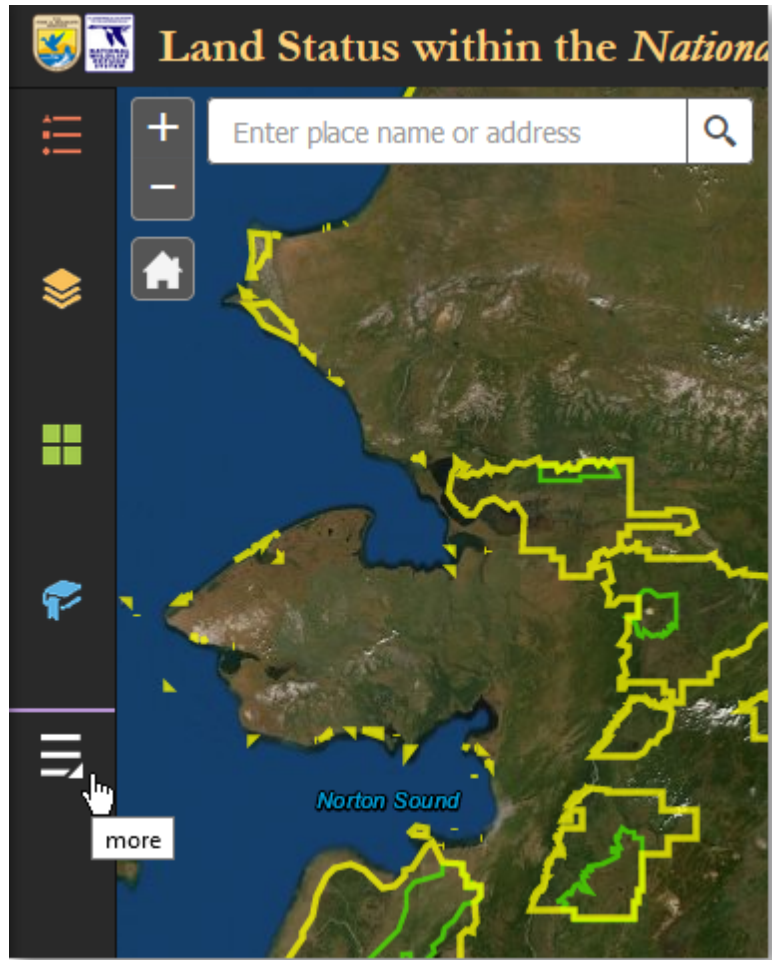 Land Status within the Nationa
Enter place name or address
+
−
Norton Sound
more